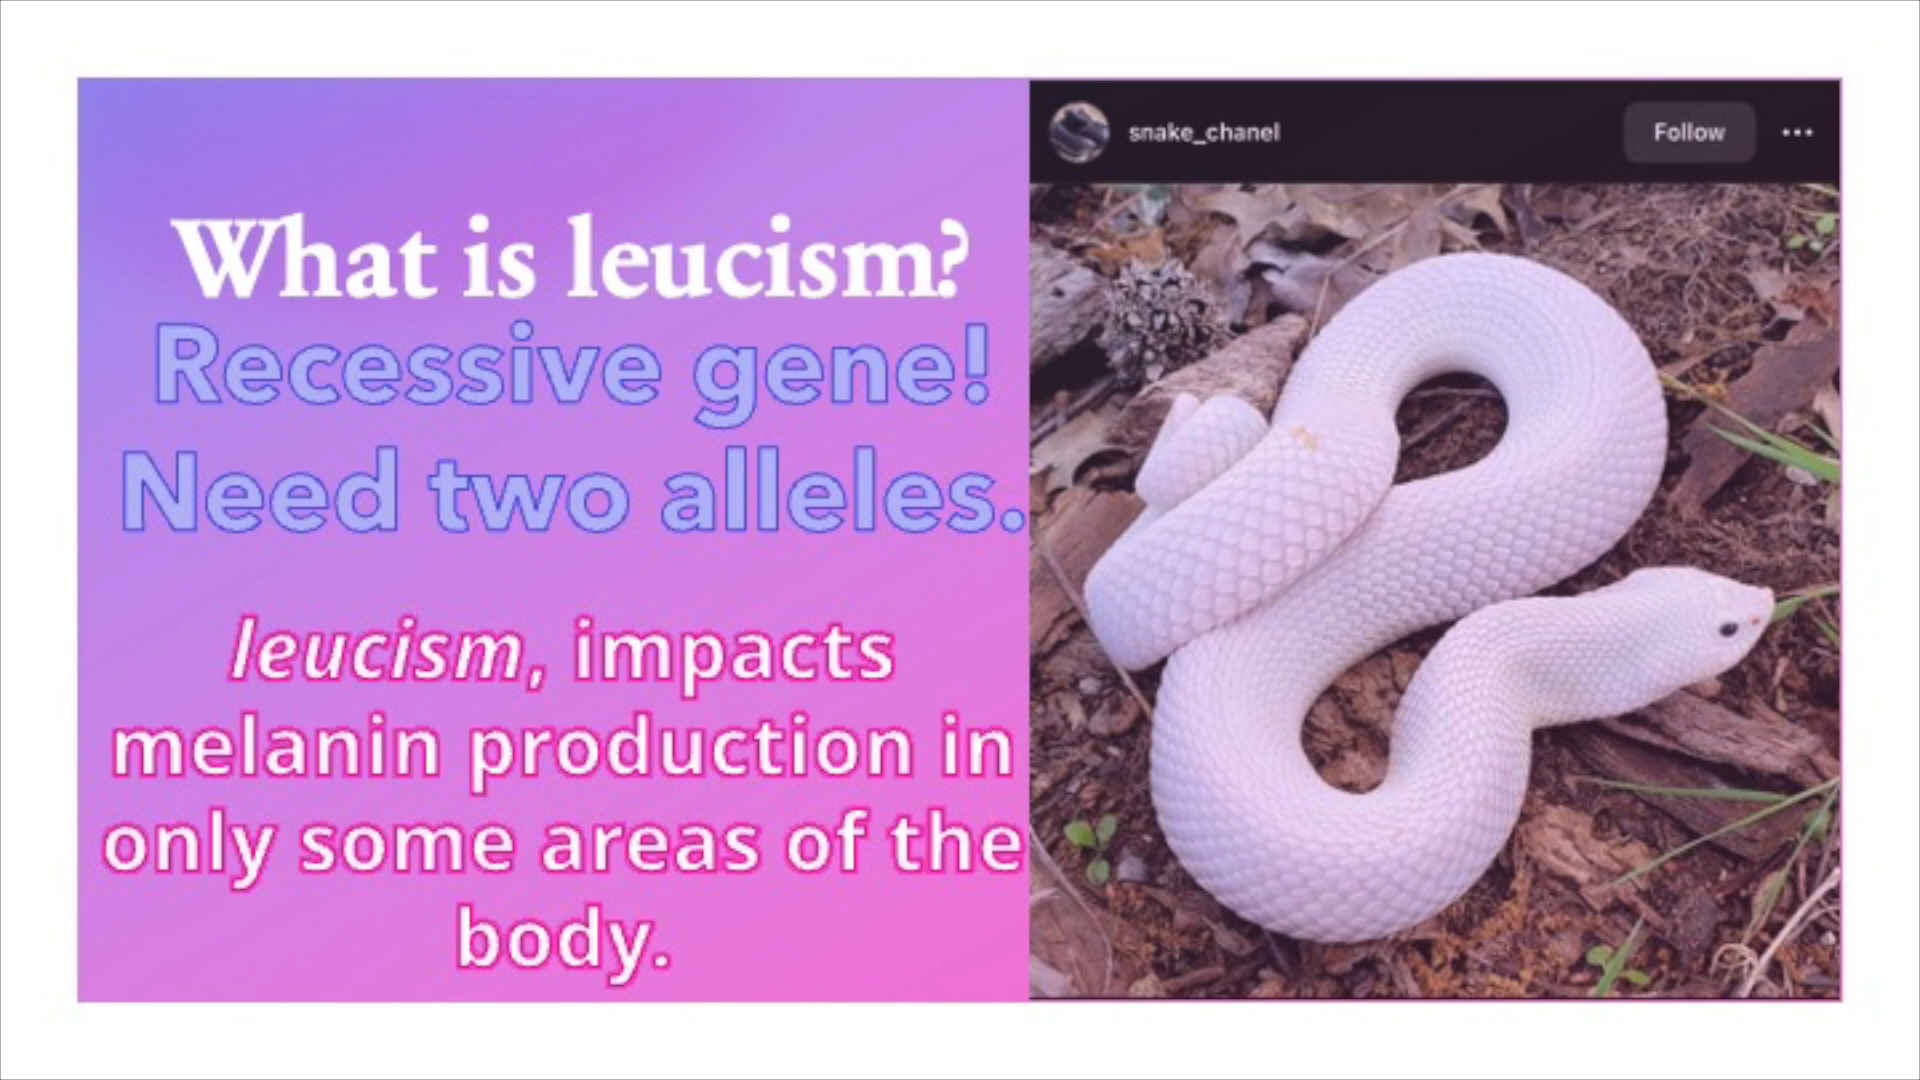 What is leucism?
Recessive gene!
Need two alleles.
leucism, impacts
melanin production in
only some areas of the
body.
snake_chanel
Follow